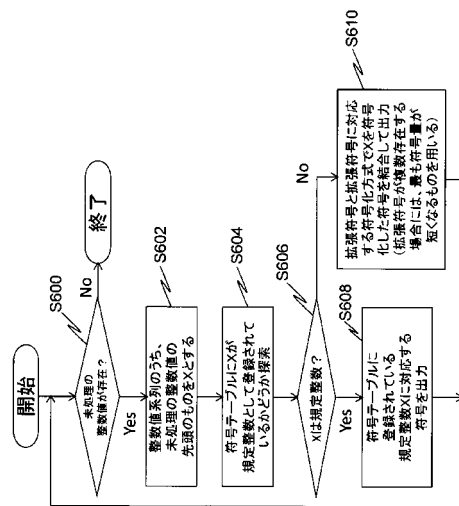 開始
S600
未処理の
整数値が存在？
No
終了
Yes
S602
整数値系列のうち、
未処理の整数値の
先頭のものをXとする
S604
符号テーブルにXが
規定整数として登録されて
いるかどうか探索
S606
Xは規定整数？
No
Yes
S608
符号テーブルに
登録されている
規定整数Xに対応する
符号を出力
S610
拡張符号と拡張符号に対応
する符号化方式でXを符号
化した符号を結合して出力
(拡張符号が複数存在する
場合には、最も符号量が
短くなるものを用いる)